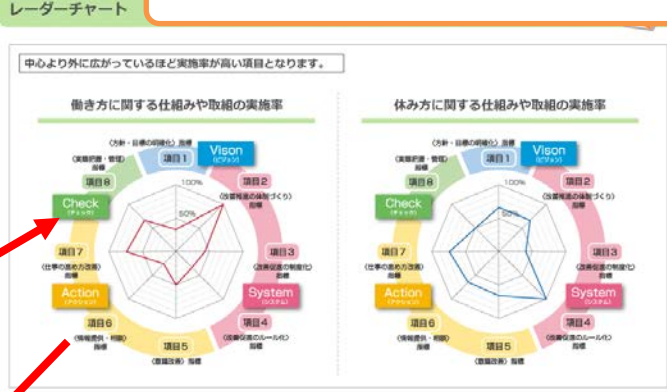 レーダーチャート
中心より外に広がっているほど実施率が高い項目となります。
働き方に関する仕組みや取組の実施率
(方針・目標の明確化) 指標
Vison
(ビジョン)
項目1
(実態把握・管理)
指標
項目8
Check
(チェック)
100%
50%
項目2
(改善推進の体制づくり)
指標
項目7
(仕事の進め方改善)
指標
項目3
(改善促進の制度化)
指標
Action
(アクション)
System
(システム)
項目6
(情報提供・相談)
指標
項目5
(意識改善) 指標
項目4
(改善促進のルール化)
指標
休み方に関する仕組みや取組の実施率
(方針・目標の明確化) 指標
Vison
(ビジョン)
項目1
(実態把握・管理)
指標
項目8
Check
(チェック)
100%
50%
項目2
(改善推進の体制づくり)
指標
項目7
(仕事の進め方改善)
指標
項目3
(改善促進の制度化)
指標
Action
(アクション)
System
(システム)
項目6
(情報提供・相談)
指標
項目5
(意識改善) 指標
項目4
(改善促進のルール化)
指標